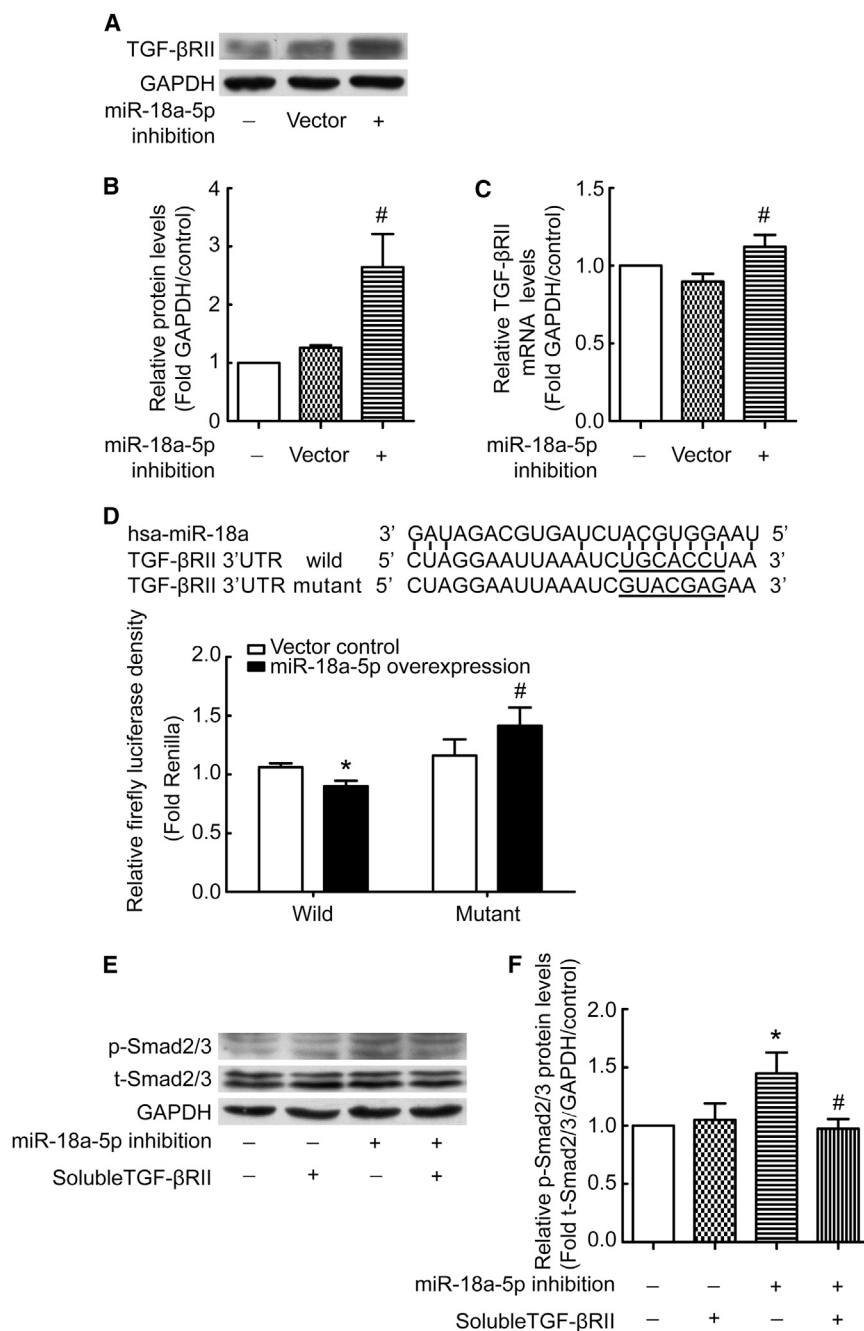 A
TGF-βRII
GAPDH
miR-18a-5p
inhibition
– Vector +
B
Relative protein levels
(Fold GAPDH/control)
4
3
2
1
0
#
miR-18a-5p
inhibition
– Vector +
C
Relative TGF-βRII
mRNA levels
(Fold GAPDH/control)
1.5
1.0
0.5
0.0
#
miR-18a-5p
inhibition
– Vector +
D
hsa-miR-18a 3’ GAUAGACGUGAUCUACGUGGAAU 5’
TGF-βRII 3’UTR wild 5’ CUAGGAAUUAAAUCUGCACCUAA 3’
TGF-βRII 3’UTR mutant 5’ CUAGGAAUUAAAUCGUACGAGAA 3’
Relative firefly luciferase density
(Fold Renilla)
2.0
1.5
1.0
0.5
0.0
Vector control
miR-18a-5p overexpression
*
#
Wild Mutant
E
p-Smad2/3
t-Smad2/3
GAPDH
miR-18a-5p inhibition – – + +
SolubleTGF-βRII – + – +
F
Relative p-Smad2/3 protein levels
(Fold t-Smad2/3/GAPDH/control)
2.0
1.5
1.0
0.5
0.0
*
#
miR-18a-5p inhibition – – + +
SolubleTGF-βRII – + – +